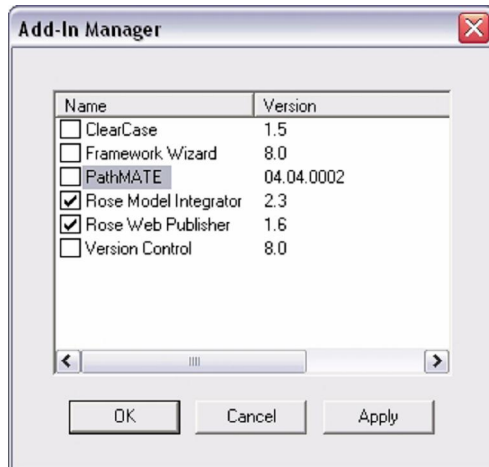 Add-In Manager
Name Version
ClearCase 1.5
Framework Wizard 8.0
PathMATE 04.04.0002
Rose Model Integrator 2.3
Rose Web Publisher 1.6
Version Control 8.0
OK Cancel Apply